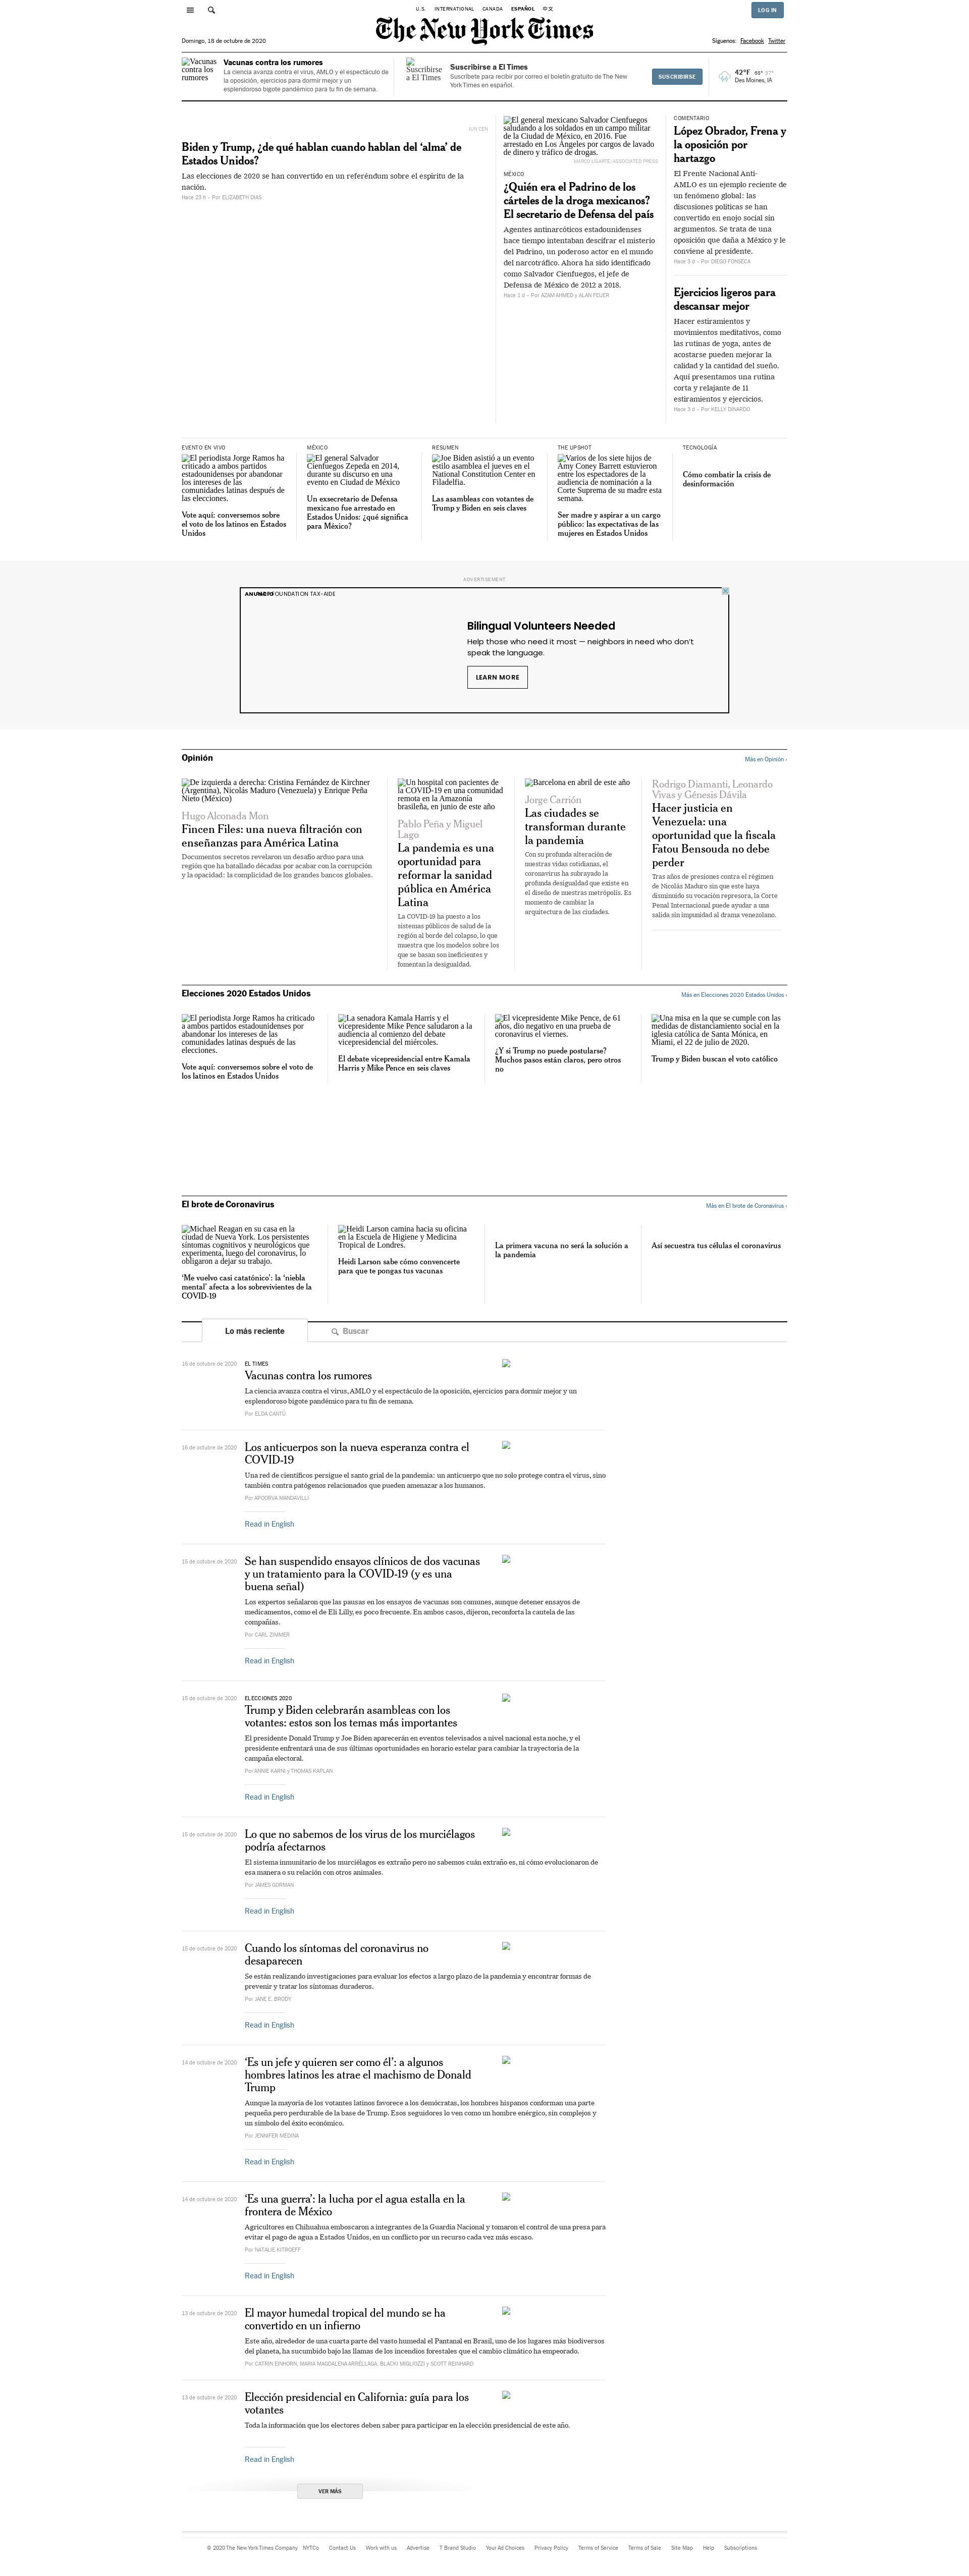 U.S. INTERNATIONAL CANADA ESPAÑOL 中文
LOG IN
The New York Times
Domingo, 18 de octubre de 2020
Síguenos: Facebook Twitter
Vacunas contra los rumores
Vacunas contra los rumores
La ciencia avanza contra el virus, AMLO y el espectáculo de la oposición, ejercicios para dormir mejor y un esplendoroso bigote pandémico para tu fin de semana.
Suscribirse a El Times
Suscribirse a El Times
Suscríbete para recibir por correo el boletín gratuito de The New York Times en español.
SUSCRIBIRSE
42°F 68° 37°
Des Moines, IA
JUN CEN
Biden y Trump, ¿de qué hablan cuando hablan del ‘alma’ de Estados Unidos?
Las elecciones de 2020 se han convertido en un referéndum sobre el espíritu de la nación.
Hace 23 h – Por ELIZABETH DIAS
El general mexicano Salvador Cienfuegos saludando a los soldados en un campo militar de la Ciudad de México, en 2016. Fue arrestado en Los Ángeles por cargos de lavado de dinero y tráfico de drogas.
MARCO UGARTE/ASSOCIATED PRESS
MÉXICO
¿Quién era el Padrino de los cárteles de la droga mexicanos? El secretario de Defensa del país
Agentes antinarcóticos estadounidenses hace tiempo intentaban descifrar el misterio del Padrino, un poderoso actor en el mundo del narcotráfico. Ahora ha sido identificado como Salvador Cienfuegos, el jefe de Defensa de México de 2012 a 2018.
Hace 1 d – Por AZAM AHMED y ALAN FEUER
COMENTARIO
López Obrador, Frena y la oposición por hartazgo
El Frente Nacional Anti-AMLO es un ejemplo reciente de un fenómeno global: las discusiones políticas se han convertido en enojo social sin argumentos. Se trata de una oposición que daña a México y le conviene al presidente.
Hace 3 d – Por DIEGO FONSECA
Ejercicios ligeros para descansar mejor
Hacer estiramientos y movimientos meditativos, como las rutinas de yoga, antes de acostarse pueden mejorar la calidad y la cantidad del sueño. Aquí presentamos una rutina corta y relajante de 11 estiramientos y ejercicios.
Hace 3 d – Por KELLY DINARDO
EVENTO EN VIVO
El periodista Jorge Ramos ha criticado a ambos partidos estadounidenses por abandonar los intereses de las comunidades latinas después de las elecciones.
Vote aquí: conversemos sobre el voto de los latinos en Estados Unidos
MÉXICO
El general Salvador Cienfuegos Zepeda en 2014, durante su discurso en una evento en Ciudad de México
Un exsecretario de Defensa mexicano fue arrestado en Estados Unidos: ¿qué significa para México?
RESUMEN
Joe Biden asistió a un evento estilo asamblea el jueves en el National Constitution Center en Filadelfia.
Las asambleas con votantes de Trump y Biden en seis claves
THE UPSHOT
Varios de los siete hijos de Amy Coney Barrett estuvieron entre los espectadores de la audiencia de nominación a la Corte Suprema de su madre esta semana.
Ser madre y aspirar a un cargo público: las expectativas de las mujeres en Estados Unidos
TECNOLOGÍA
Cómo combatir la crisis de desinformación
ADVERTISEMENT
ANUNCIO FOUNDATION TAX-AIDE
Bilingual Volunteers Needed
Help those who need it most — neighbors in need who don’t speak the language.
LEARN MORE
Opinión
Más en Opinión ›
De izquierda a derecha: Cristina Fernández de Kirchner (Argentina), Nicolás Maduro (Venezuela) y Enrique Peña Nieto (México)
Hugo Alconada Mon
Fincen Files: una nueva filtración con enseñanzas para América Latina
Documentos secretos revelaron un desafío arduo para una región que ha batallado décadas por acabar con la corrupción y la opacidad: la complicidad de los grandes bancos globales.
Un hospital con pacientes de la COVID-19 en una comunidad remota en la Amazonia brasileña, en junio de este año
Pablo Peña y Miguel Lago
La pandemia es una oportunidad para reformar la sanidad pública en América Latina
La COVID-19 ha puesto a los sistemas públicos de salud de la región al borde del colapso, lo que muestra que los modelos sobre los que se basan son ineficientes y fomentan la desigualdad.
Barcelona en abril de este año
Jorge Carrión
Las ciudades se transforman durante la pandemia
Con su profunda alteración de nuestras vidas cotidianas, el coronavirus ha subrayado la profunda desigualdad que existe en el diseño de nuestras metrópolis. Es momento de cambiar la arquitectura de las ciudades.
Rodrigo Diamanti, Leonardo Vivas y Génesis Dávila
Hacer justicia en Venezuela: una oportunidad que la fiscala Fatou Bensouda no debe perder
Tras años de presiones contra el régimen de Nicolás Maduro sin que este haya disminuido su vocación represora, la Corte Penal Internacional puede ayudar a una salida sin impunidad al drama venezolano.
Elecciones 2020 Estados Unidos
Más en Elecciones 2020 Estados Unidos ›
El periodista Jorge Ramos ha criticado a ambos partidos estadounidenses por abandonar los intereses de las comunidades latinas después de las elecciones.
Vote aquí: conversemos sobre el voto de los latinos en Estados Unidos
La senadora Kamala Harris y el vicepresidente Mike Pence saludaron a la audiencia al comienzo del debate vicepresidencial del miércoles.
El debate vicepresidencial entre Kamala Harris y Mike Pence en seis claves
El vicepresidente Mike Pence, de 61 años, dio negativo en una prueba de coronavirus el viernes.
¿Y si Trump no puede postularse? Muchos pasos están claros, pero otros no
Una misa en la que se cumple con las medidas de distanciamiento social en la iglesia católica de Santa Mónica, en Miami, el 22 de julio de 2020.
Trump y Biden buscan el voto católico
El brote de Coronavirus
Más en El brote de Coronavirus ›
Michael Reagan en su casa en la ciudad de Nueva York. Los persistentes síntomas cognitivos y neurológicos que experimenta, luego del coronavirus, lo obligaron a dejar su trabajo.
‘Me vuelvo casi catatónico’: la ‘niebla mental’ afecta a los sobrevivientes de la COVID-19
Heidi Larson camina hacia su oficina en la Escuela de Higiene y Medicina Tropical de Londres.
Heidi Larson sabe cómo convencerte para que te pongas tus vacunas
La primera vacuna no será la solución a la pandemia
Así secuestra tus células el coronavirus
Lo más reciente
Buscar
16 de octubre de 2020
EL TIMES
Vacunas contra los rumores
La ciencia avanza contra el virus, AMLO y el espectáculo de la oposición, ejercicios para dormir mejor y un esplendoroso bigote pandémico para tu fin de semana.
Por ELDA CANTÚ
16 de octubre de 2020
Los anticuerpos son la nueva esperanza contra el COVID-19
Una red de científicos persigue el santo grial de la pandemia: un anticuerpo que no solo protege contra el virus, sino también contra patógenos relacionados que pueden amenazar a los humanos.
Por APOORVA MANDAVILLI
Read in English
15 de octubre de 2020
Se han suspendido ensayos clínicos de dos vacunas y un tratamiento para la COVID-19 (y es una buena señal)
Los expertos señalaron que las pausas en los ensayos de vacunas son comunes, aunque detener ensayos de medicamentos, como el de Eli Lilly, es poco frecuente. En ambos casos, dijeron, reconforta la cautela de las compañías.
Por CARL ZIMMER
Read in English
15 de octubre de 2020
ELECCIONES 2020
Trump y Biden celebrarán asambleas con los votantes: estos son los temas más importantes
El presidente Donald Trump y Joe Biden aparecerán en eventos televisados a nivel nacional esta noche, y el presidente enfrentará una de sus últimas oportunidades en horario estelar para cambiar la trayectoria de la campaña electoral.
Por ANNIE KARNI y THOMAS KAPLAN
Read in English
15 de octubre de 2020
Lo que no sabemos de los virus de los murciélagos podría afectarnos
El sistema inmunitario de los murciélagos es extraño pero no sabemos cuán extraño es, ni cómo evolucionaron de esa manera o su relación con otros animales.
Por JAMES GORMAN
Read in English
15 de octubre de 2020
Cuando los síntomas del coronavirus no desaparecen
Se están realizando investigaciones para evaluar los efectos a largo plazo de la pandemia y encontrar formas de prevenir y tratar los síntomas duraderos.
Por JANE E. BRODY
Read in English
14 de octubre de 2020
‘Es un jefe y quieren ser como él’: a algunos hombres latinos les atrae el machismo de Donald Trump
Aunque la mayoría de los votantes latinos favorece a los demócratas, los hombres hispanos conforman una parte pequeña pero perdurable de la base de Trump. Esos seguidores lo ven como un hombre enérgico, sin complejos y un símbolo del éxito económico.
Por JENNIFER MEDINA
Read in English
14 de octubre de 2020
‘Es una guerra’: la lucha por el agua estalla en la frontera de México
Agricultores en Chihuahua emboscaron a integrantes de la Guardia Nacional y tomaron el control de una presa para evitar el pago de agua a Estados Unidos, en un conflicto por un recurso cada vez más escaso.
Por NATALIE KITROEFF
Read in English
13 de octubre de 2020
El mayor humedal tropical del mundo se ha convertido en un infierno
Este año, alrededor de una cuarta parte del vasto humedal el Pantanal en Brasil, uno de los lugares más biodiversos del planeta, ha sucumbido bajo las llamas de los incendios forestales que el cambio climático ha empeorado.
Por CATRIN EINHORN, MARIA MAGDALENA ARRÉLLAGA, BLACKI MIGLIOZZI y SCOTT REINHARD
13 de octubre de 2020
Elección presidencial en California: guía para los votantes
Toda la información que los electores deben saber para participar en la elección presidencial de este año.
Read in English
VER MÁS
© 2020 The New York Times Company NYTCo Contact Us Work with us Advertise T Brand Studio Your Ad Choices Privacy Policy Terms of Service Terms of Sale Site Map Help Subscriptions